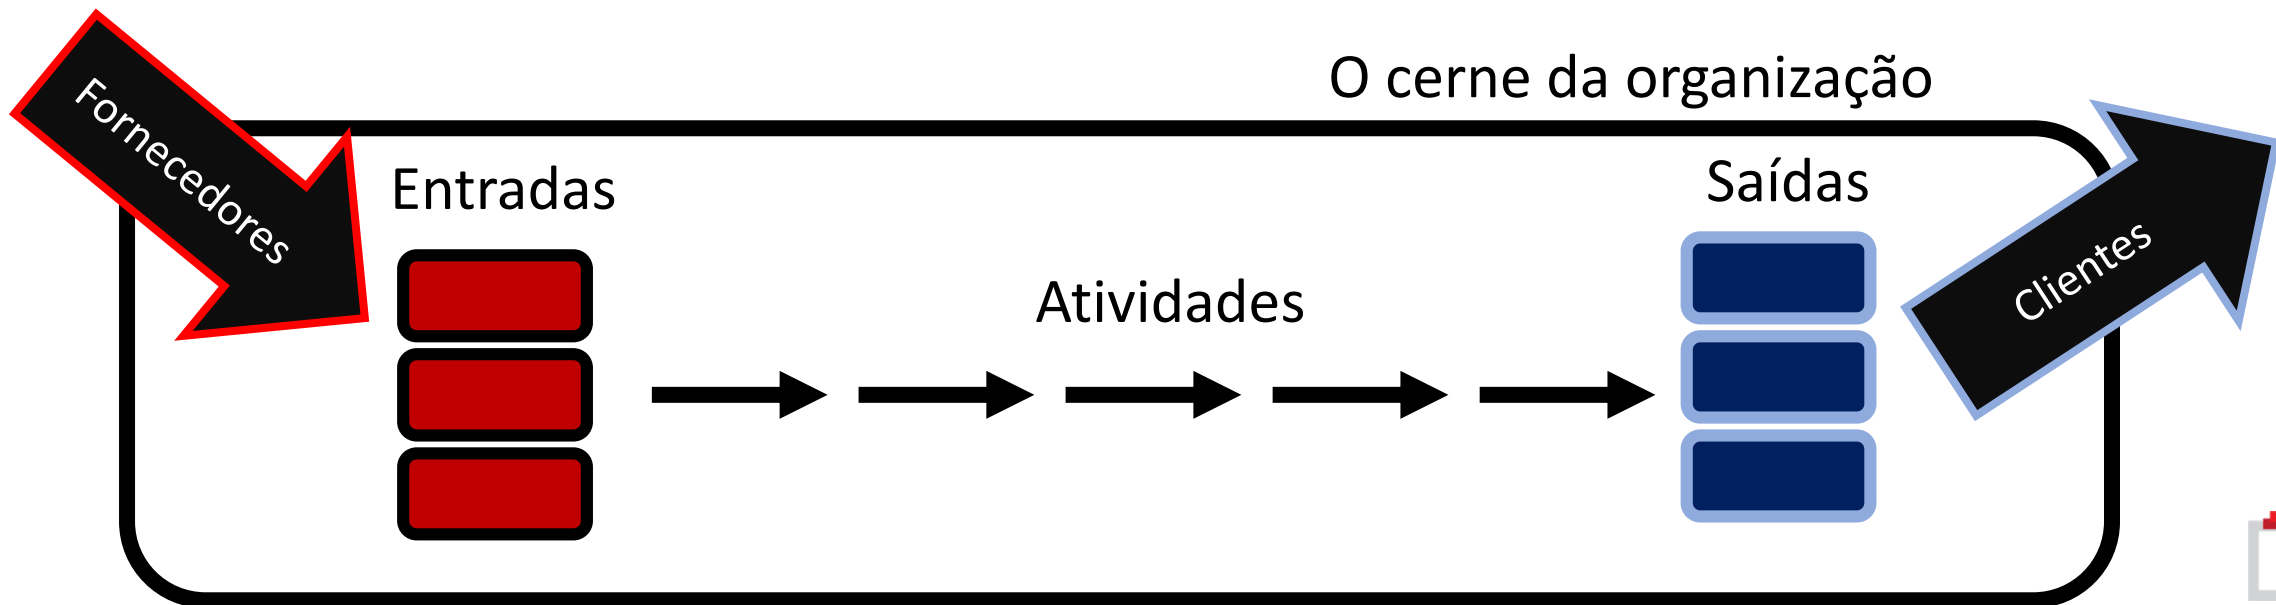 Fornecedores
O cerne da organização
Entradas
Saídas
Atividades
Clientes